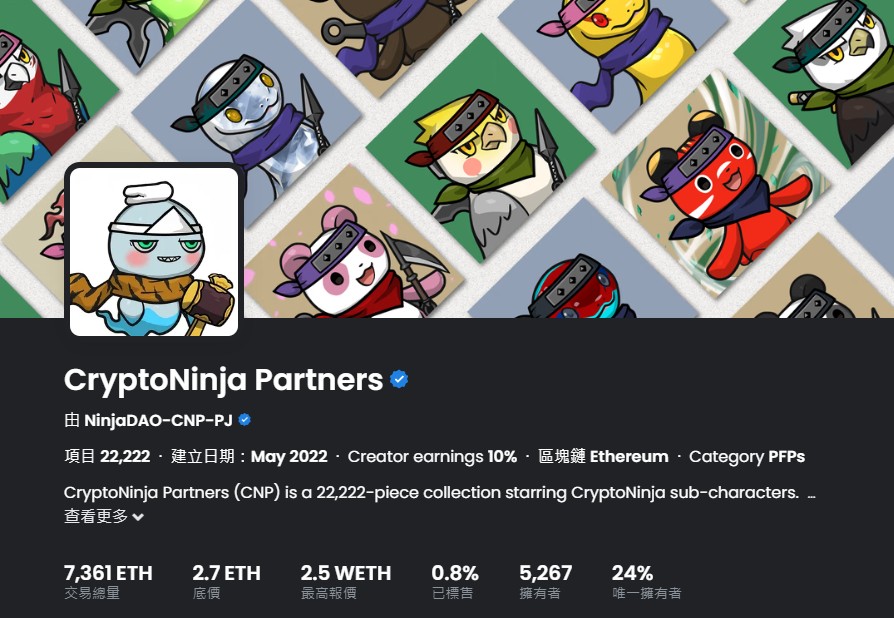 CryptoNinja Partners
由 NinjaDAO-CNP-PJ
項目 22,222 · 建立日期：May 2022 · Creator earnings 10% · 區塊鏈 Ethereum · Category PFPs
CryptoNinja Partners (CNP) is a 22,222-piece collection starring CryptoNinja sub-characters. ...
查看更多
7,361 ETH 2.7 ETH 2.5 WETH 0.8% 5,267 24%
交易總量 底價 最高報價 已標售 擁有者 唯一擁有者